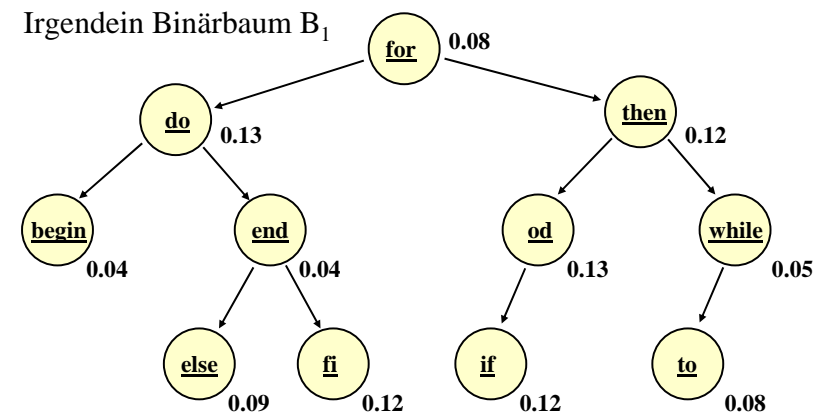 Irgendein Binärbaum B₁
for 0.08
do 0.13
then 0.12
begin 0.04
end 0.04
od 0.13
while 0.05
else 0.09
fi 0.12
if 0.12
to 0.08